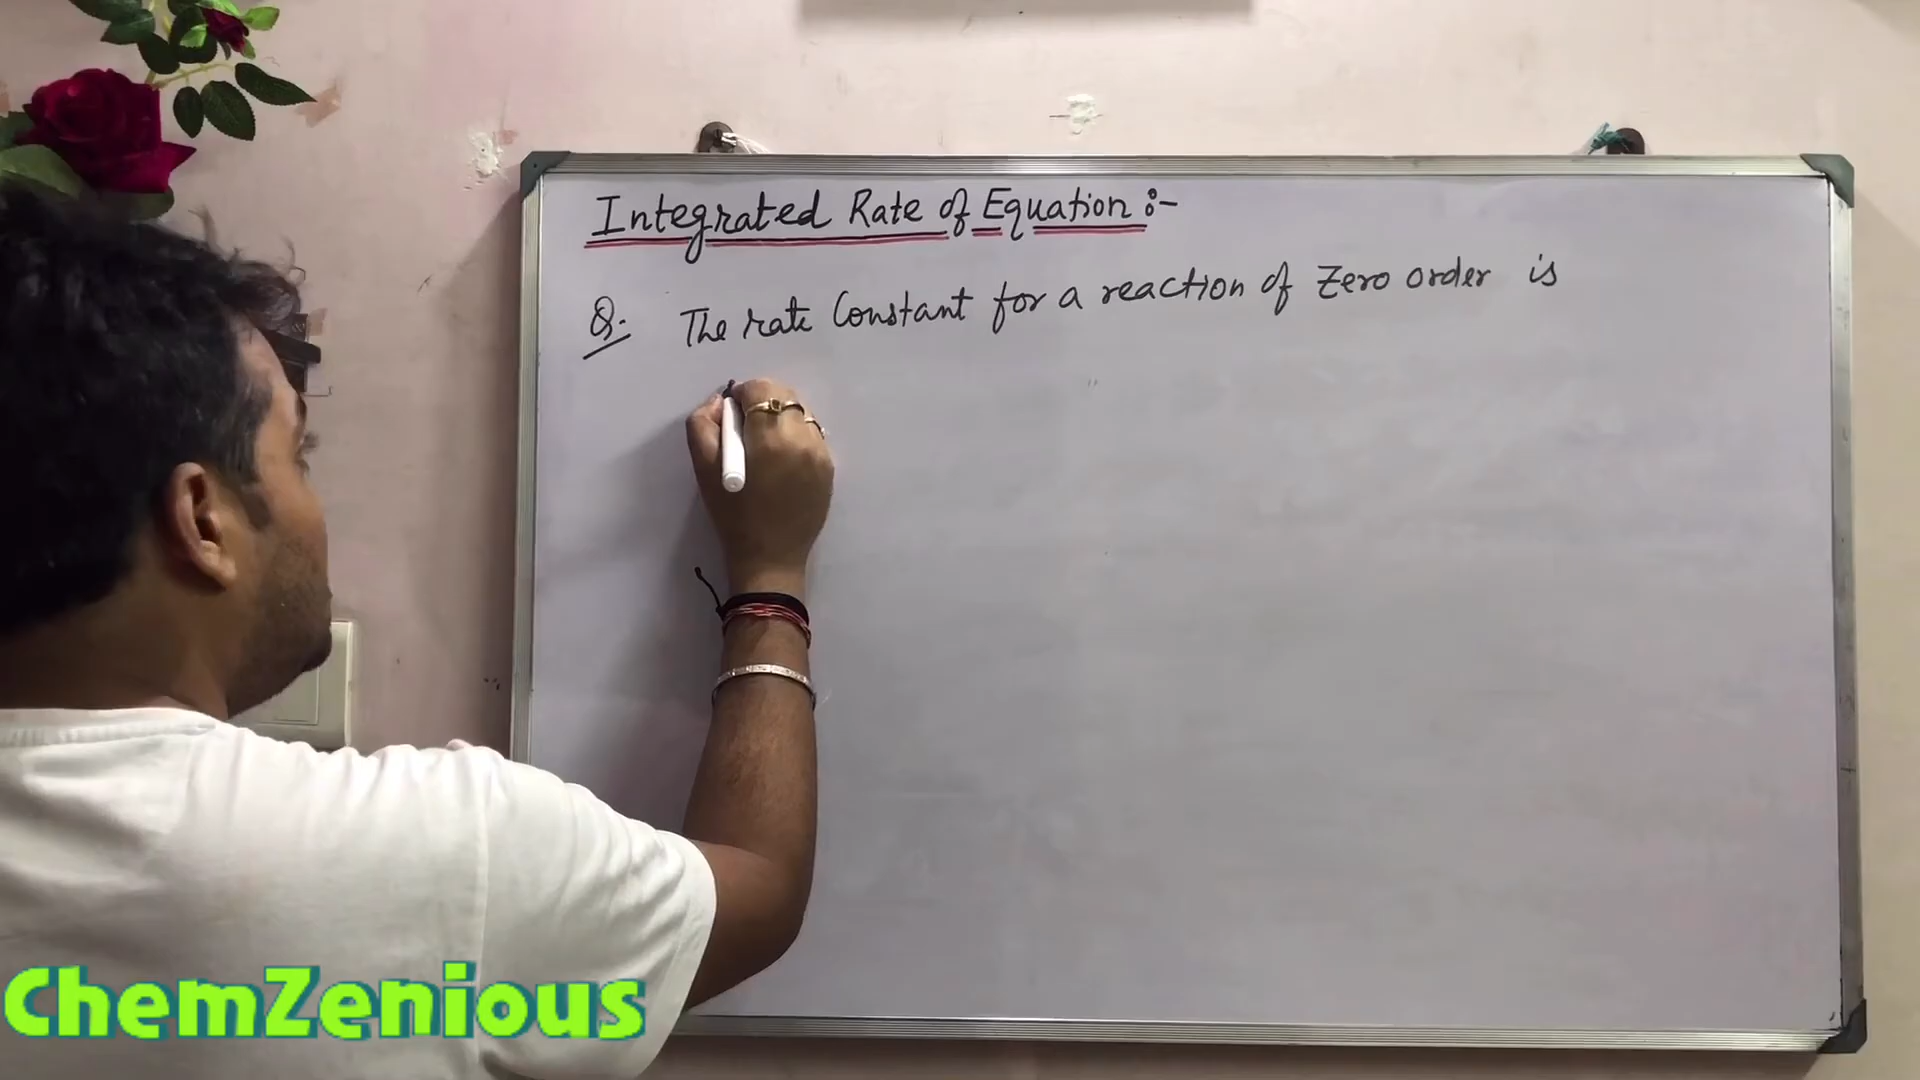 Integrated Rate of Equation :-
Q. The rate Constant for a reaction of Zero order is
ChemZenious